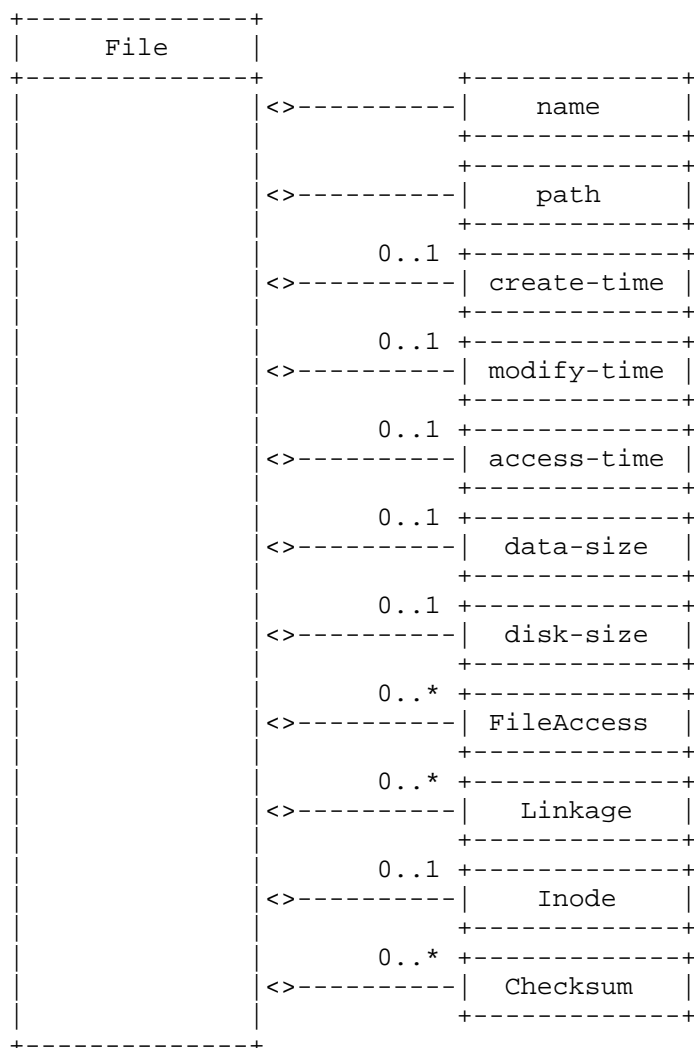 File
name
path
0..1
create-time
0..1
modify-time
0..1
access-time
0..1
data-size
0..1
disk-size
0..*
FileAccess
0..*
Linkage
0..1
Inode
0..*
Checksum